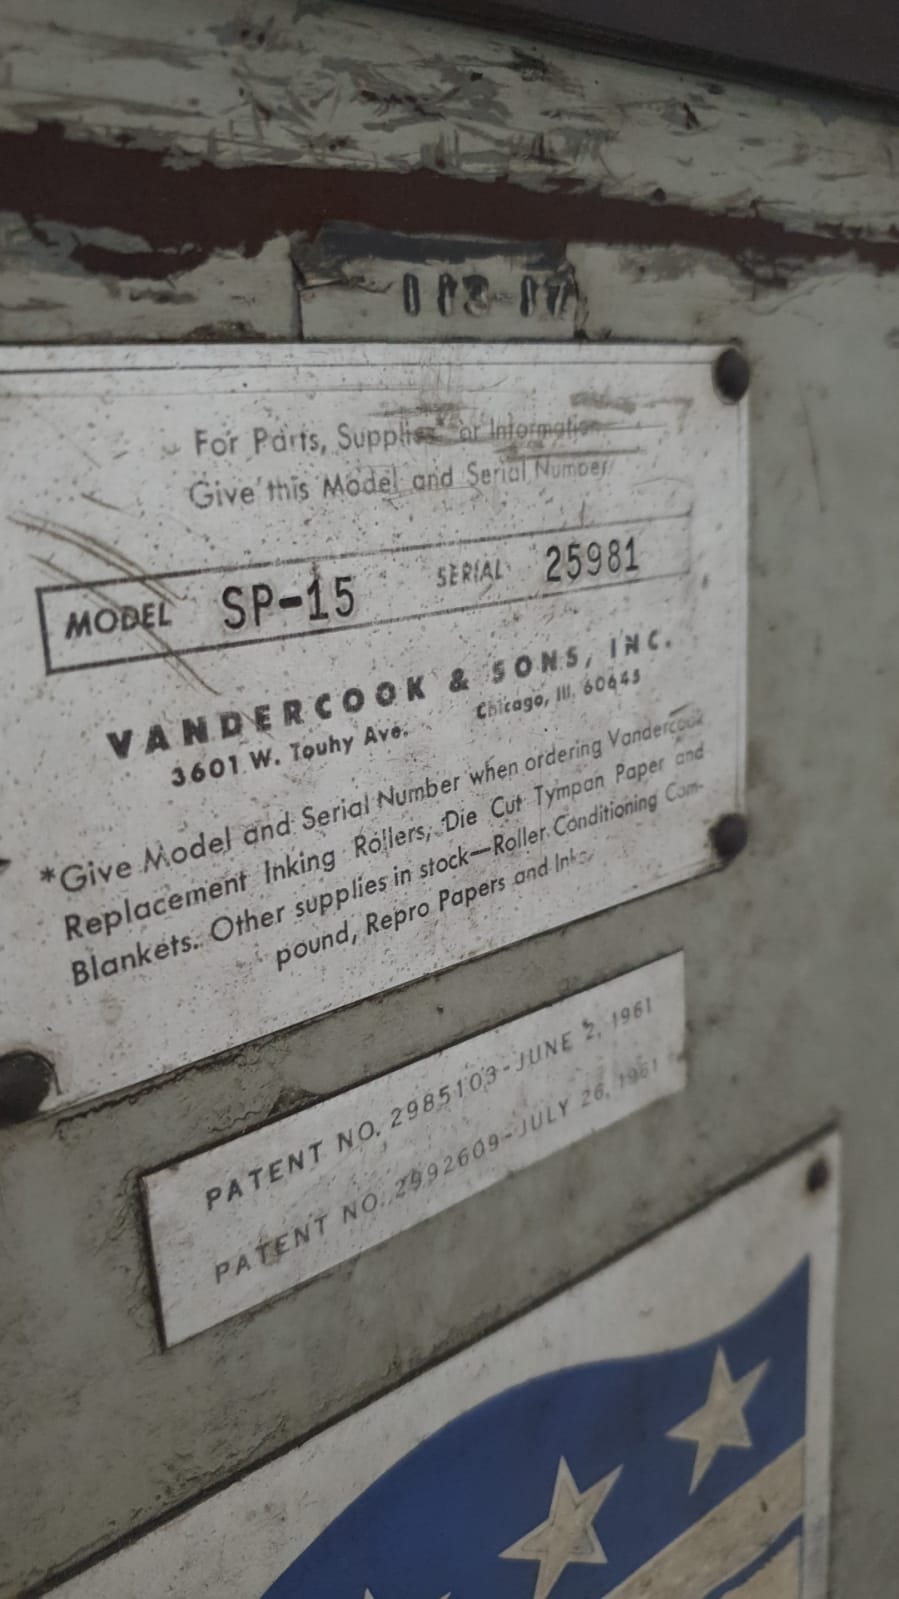 For Parts, Supplies or Information
Give this Model and Serial Number
MODEL SP-15 SERIAL 25981
VANDERCOOK & SONS, INC.
3601 W. Touhy Ave. Chicago, Ill. 60645
*Give Model and Serial Number when ordering Vandercook
Replacement Inking Rollers, Die Cut Tympan Paper and
Blankets. Other supplies in stock—Roller Conditioning Com-
pound, Repro Papers and Inks
PATENT NO. 2985103-JUNE 2, 1961
PATENT NO. 2992609-JULY 26, 1961